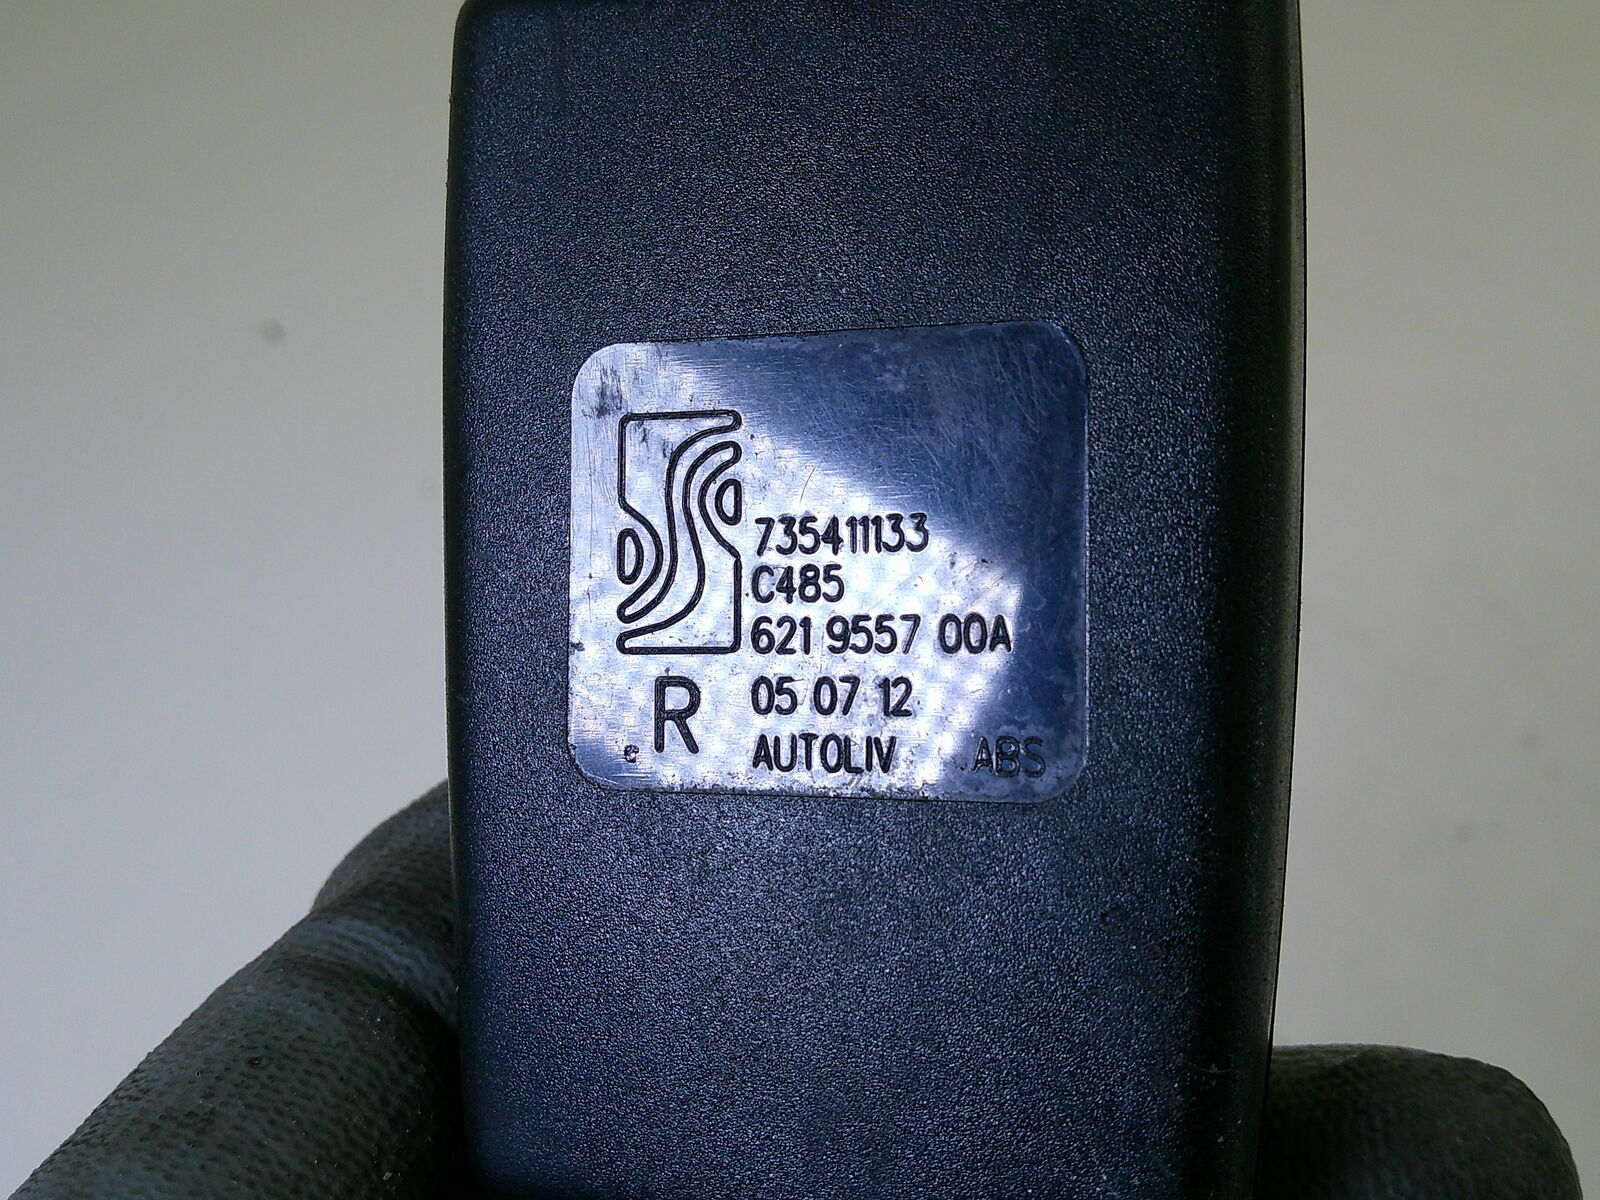 735411133
C485
621 9557 00A
R 05 07 12
AUTOLIV ABS